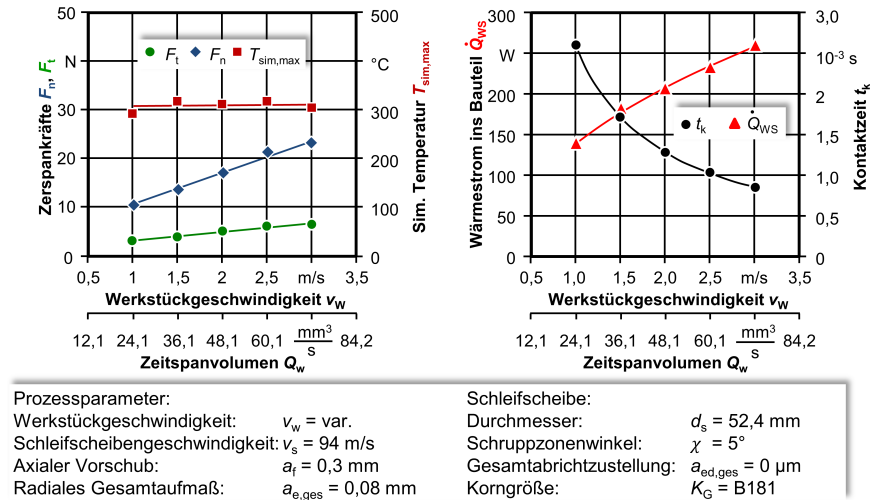 50
N
30
20
10
0
Zerspankräfte Fn, Ft
Ft Fn Tsim,max
500
°C
300
200
100
0
Sim. Temperatur Tsim,max
0,5 1 1,5 2 2,5 m/s 3,5
Werkstückgeschwindigkeit vw
12,1 24,1 36,1 48,1 60,1 mm³/s 84,2
Zeitspanvolumen Qw
300
W
200
150
100
50
0
Wärmestrom ins Bauteil Q̇WS
tk Q̇WS
3,0
10⁻³ s
2
1,5
1,0
0,5
0
Kontaktzeit tk
0,5 1,0 1,5 2,0 2,5 m/s 3,5
Werkstückgeschwindigkeit vW
12,1 24,1 36,1 48,1 60,1 mm³/s 84,2
Zeitspanvolumen Qw
Prozessparameter:
Werkstückgeschwindigkeit: vw = var.
Schleifscheibengeschwindigkeit: vs = 94 m/s
Axialer Vorschub: af = 0,3 mm
Radiales Gesamtaufmaß: ae,ges = 0,08 mm
Schleifscheibe:
Durchmesser: ds = 52,4 mm
Schruppzonenwinkel: χ = 5°
Gesamtabrichtzustellung: aed,ges = 0 µm
Korngröße: KG = B181